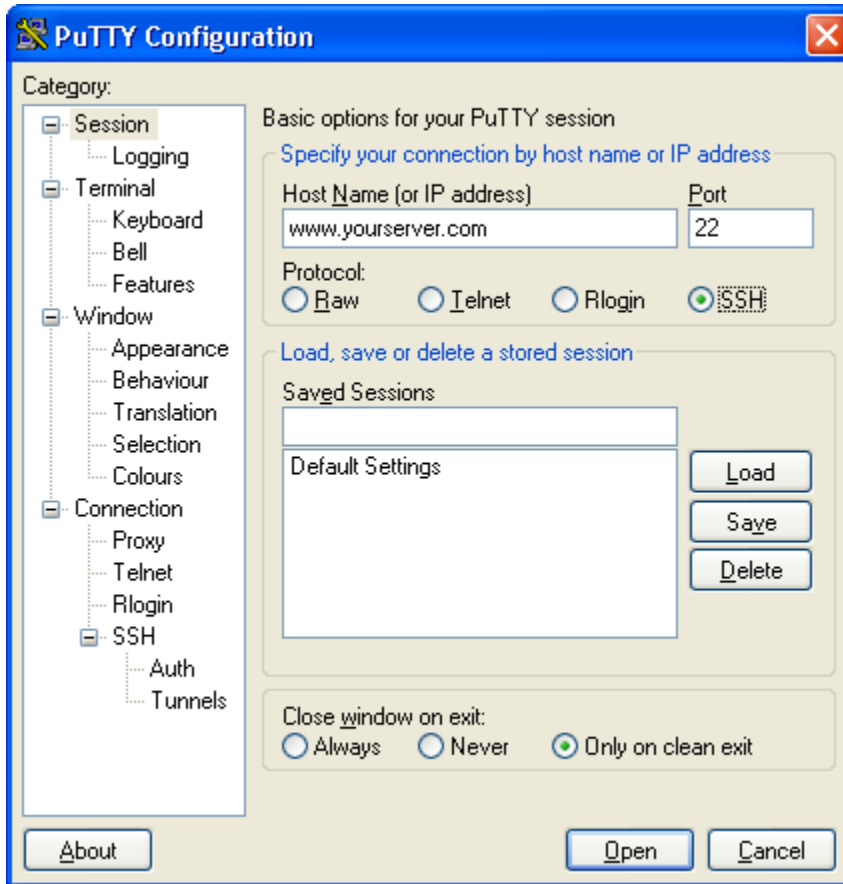 PuTTY Configuration
Category:
Session
Logging
Terminal
Keyboard
Bell
Features
Window
Appearance
Behaviour
Translation
Selection
Colours
Connection
Proxy
Telnet
Rlogin
SSH
Auth
Tunnels
Basic options for your PuTTY session
Specify your connection by host name or IP address
Host Name (or IP address) Port
www.yourserver.com 22
Protocol:
Raw Telnet Rlogin SSH
Load, save or delete a stored session
Saved Sessions
Default Settings
Load
Save
Delete
Close window on exit:
Always Never Only on clean exit
About Open Cancel